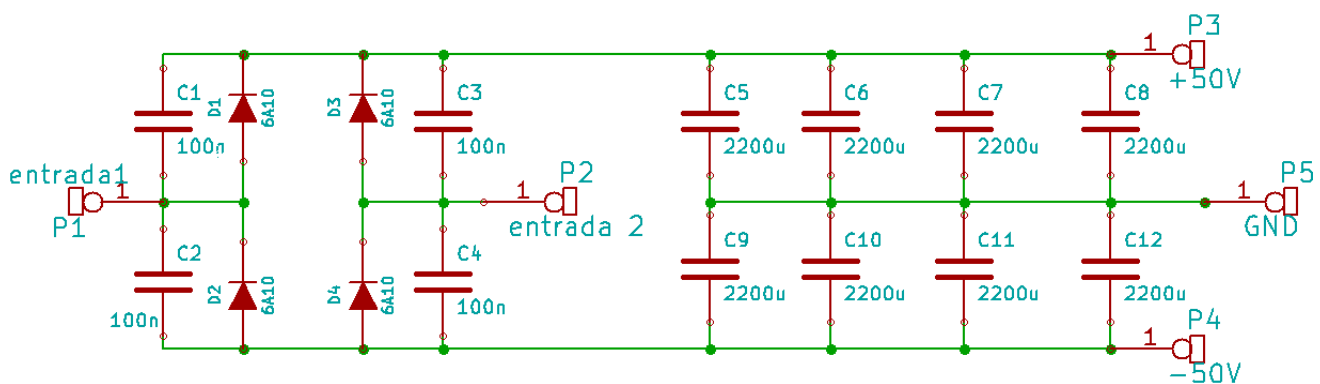 P3
1
+50V
C1
100n
D1
6A10
D3
6A10
C3
100n
C5
2200u
C6
2200u
C7
2200u
C8
2200u
entrada1
1
P1
P2
1
entrada 2
P5
1
GND
C2
100n
D2
6A10
D4
6A10
C4
100n
C9
2200u
C10
2200u
C11
2200u
C12
2200u
P4
1
-50V